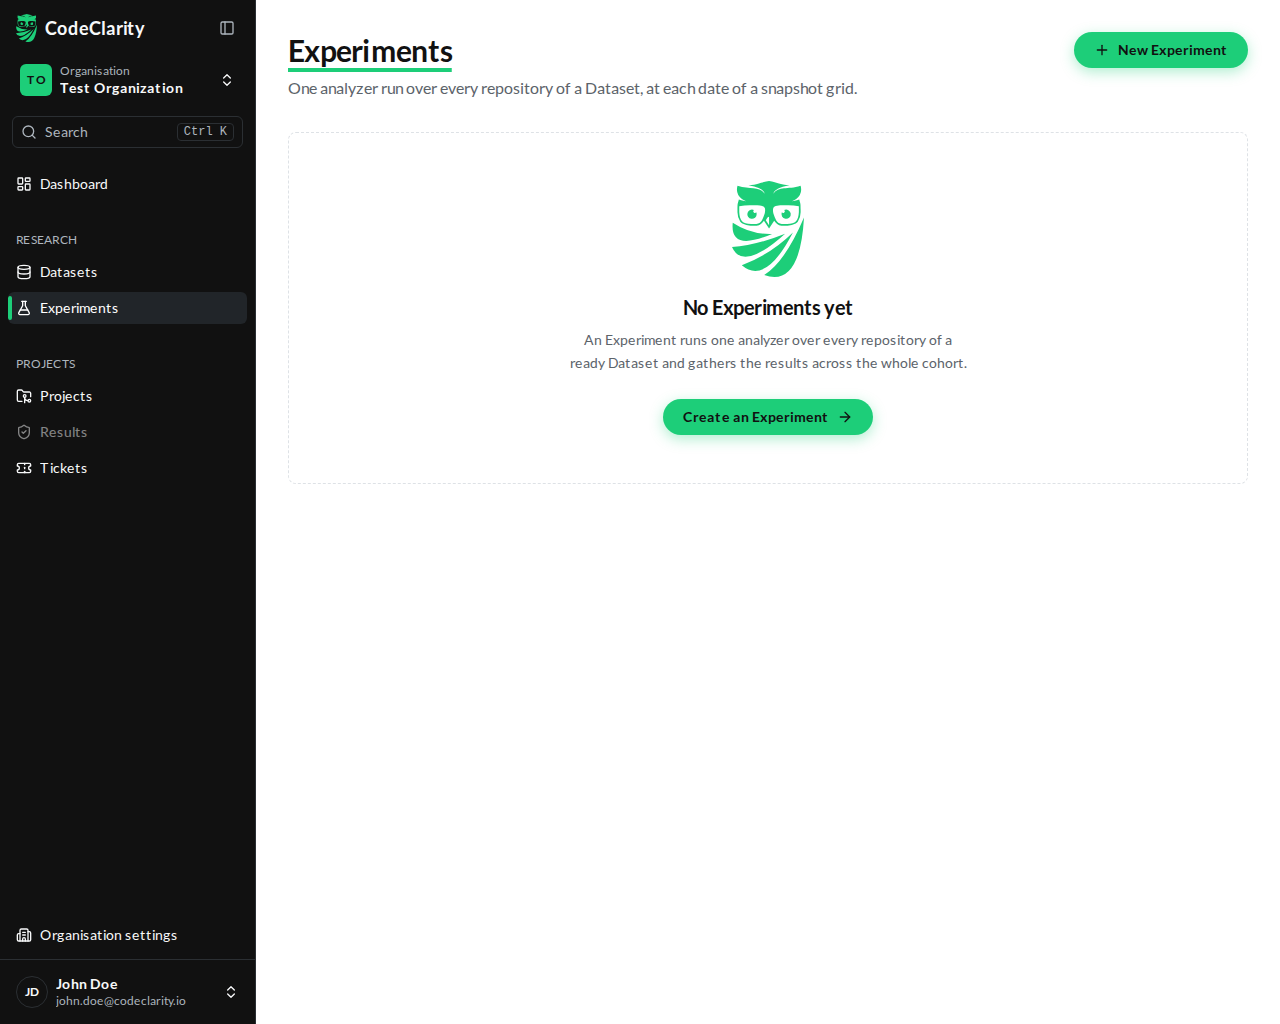 CodeClarity
TO
Organisation
Test Organization
Search
Ctrl K
Dashboard
RESEARCH
Datasets
Experiments
PROJECTS
Projects
Results
Tickets
Organisation settings
JD
John Doe
john.doe@codeclarity.io
Experiments
New Experiment
One analyzer run over every repository of a Dataset, at each date of a snapshot grid.
No Experiments yet
An Experiment runs one analyzer over every repository of a
ready Dataset and gathers the results across the whole cohort.
Create an Experiment